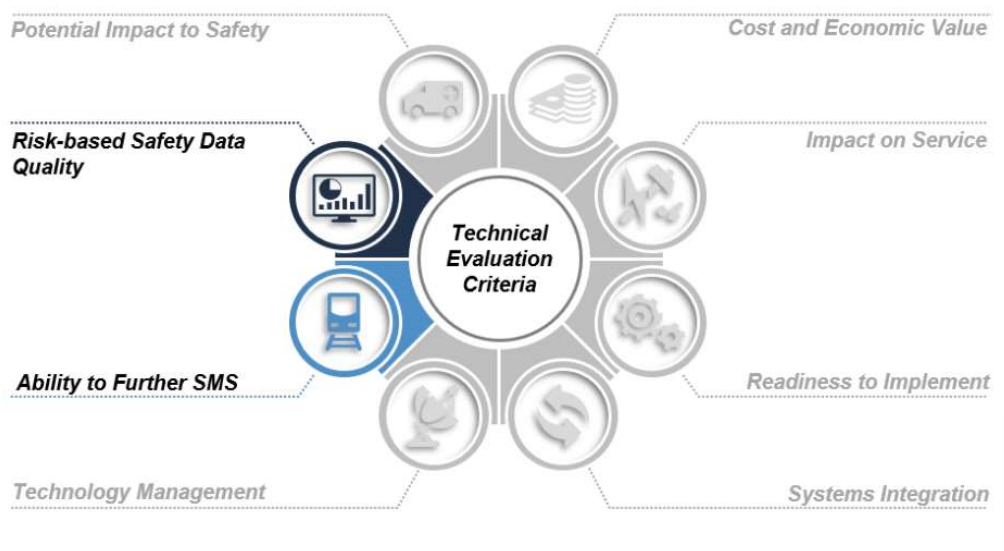 Potential Impact to Safety
Cost and Economic Value
Risk-based Safety Data
Quality
Impact on Service
Technical
Evaluation
Criteria
Ability to Further SMS
Readiness to Implement
Technology Management
Systems Integration